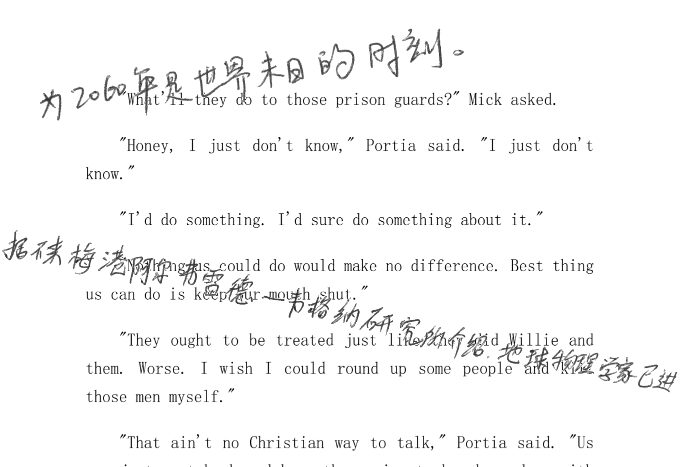 为2060年是世界末日的时刻。
"What'll they do to those prison guards?" Mick asked.
"Honey, I just don't know," Portia said. "I just don't
know."
"I'd do something. I'd sure do something about it."
据不来梅港阿尔弗雷德—韦格纳研究所介绍,地球物理学家已进
"Nothing us could do would make no difference. Best thing
us can do is keep our mouth shut."
"They ought to be treated just like they did Willie and
them. Worse. I wish I could round up some people and kill
those men myself."
"That ain't no Christian way to talk," Portia said. "Us